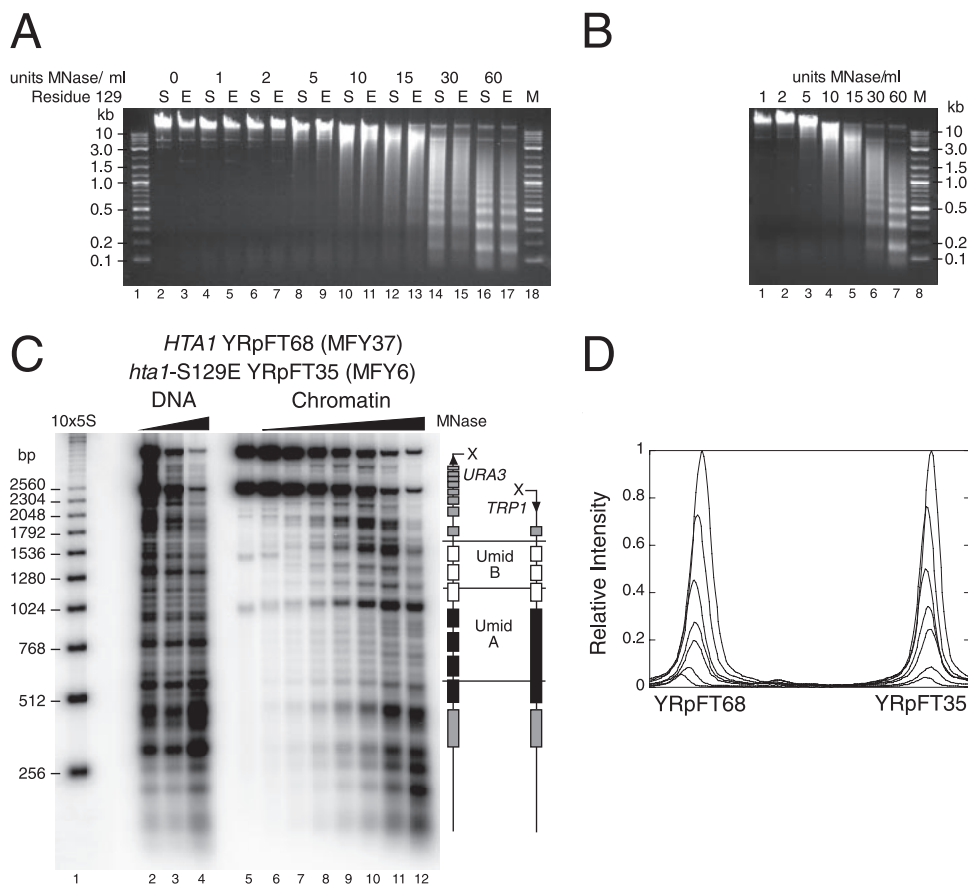 A
units MNase/ ml 0 1 2 5 10 15 30 60
Residue 129 S E S E S E S E S E S E S E S E M
kb
10
3.0
1.5
1.0
0.5
0.2
0.1
1 2 3 4 5 6 7 8 9 10 11 12 13 14 15 16 17 18
B
units MNase/ml
1 2 5 10 15 30 60 M
kb
10
3.0
1.5
1.0
0.5
0.2
0.1
1 2 3 4 5 6 7 8
C
HTA1 YRpFT68 (MFY37)
hta1-S129E YRpFT35 (MFY6)
DNA Chromatin
10x5S MNase
bp
2560
2304
2048
1792
1536
1280
1024
768
512
256
X
URA3
X
TRP1
Umid
B
Umid
A
1 2 3 4 5 6 7 8 9 10 11 12
D
Relative Intensity
1
0.8
0.6
0.4
0.2
0
YRpFT68 YRpFT35